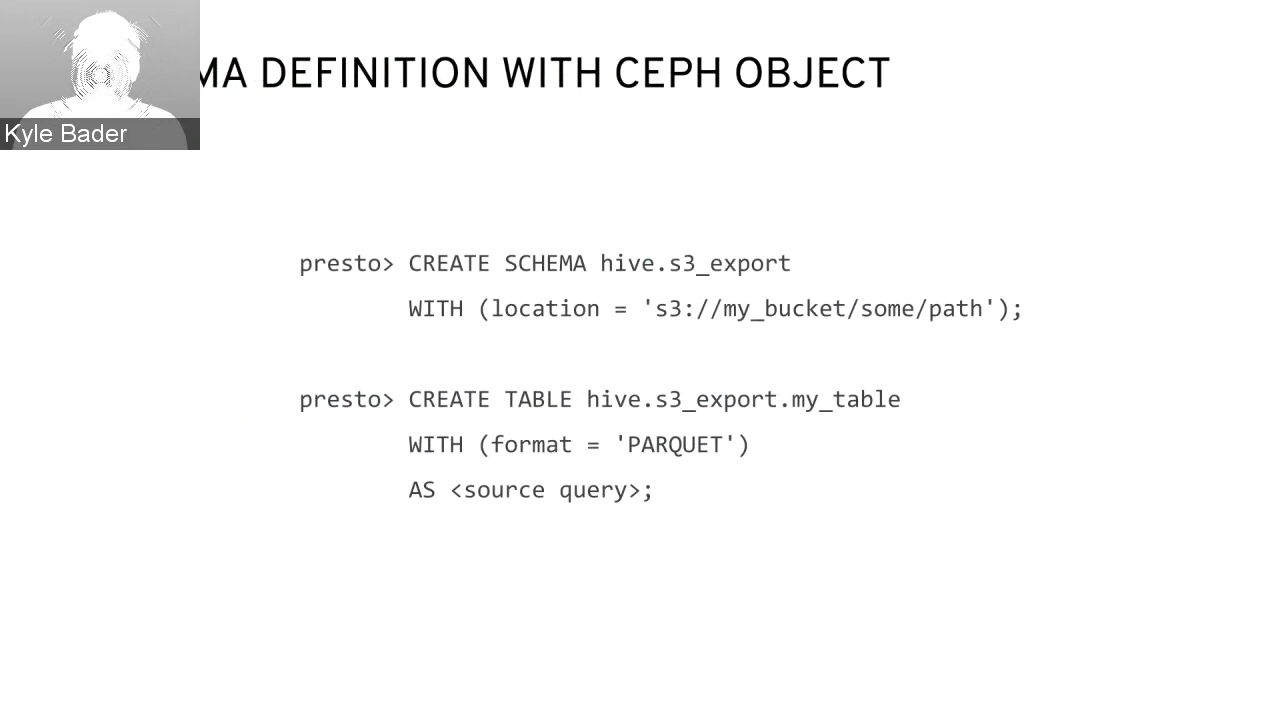 MA DEFINITION WITH CEPH OBJECT
Kyle Bader
presto> CREATE SCHEMA hive.s3_export
WITH (location = 's3://my_bucket/some/path');
presto> CREATE TABLE hive.s3_export.my_table
WITH (format = 'PARQUET')
AS <source query>;